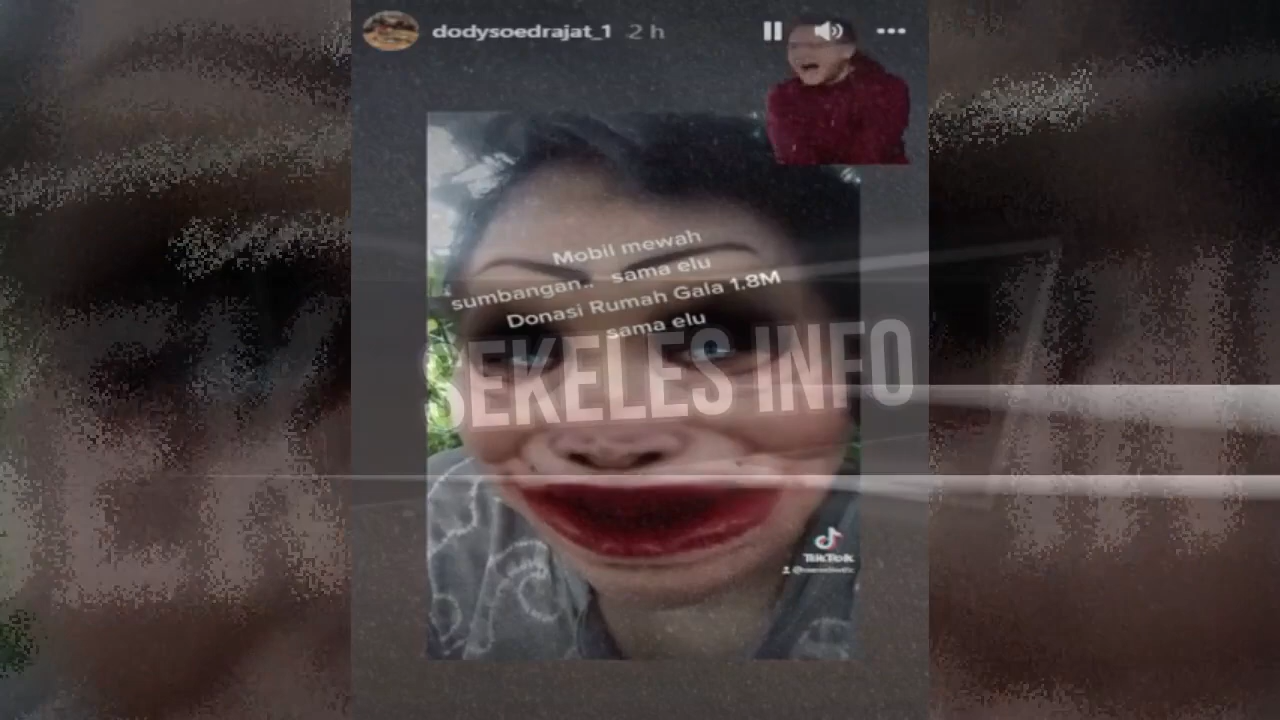 dodysoedrajat_1 2 h
Mobil mewah
sumbangan.. sama elu
Donasi Rumah Gala 1.8M
sama elu
SEKELES INFO
TikTok